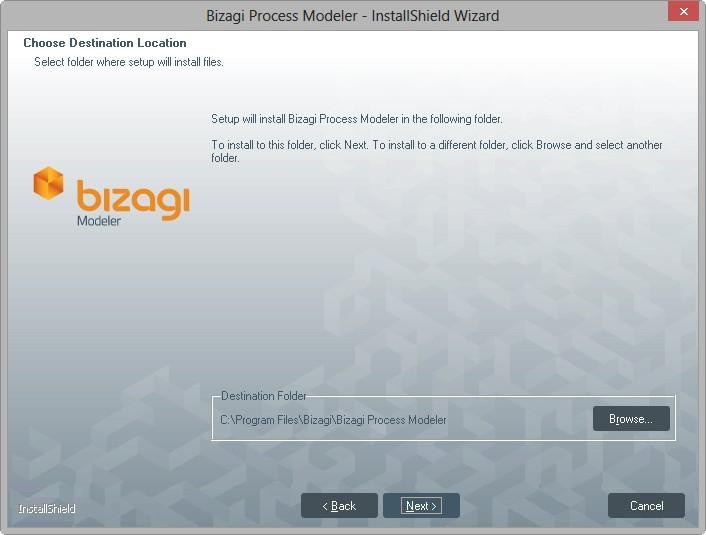 Bizagi Process Modeler - InstallShield Wizard
Choose Destination Location
Select folder where setup will install files.
Setup will install Bizagi Process Modeler in the following folder.
To install to this folder, click Next. To install to a different folder, click Browse and select another
folder.
bizagi
Modeler
Destination Folder
C:\Program Files\Bizagi\Bizagi Process Modeler
Browse...
InstallShield
< Back
Next >
Cancel